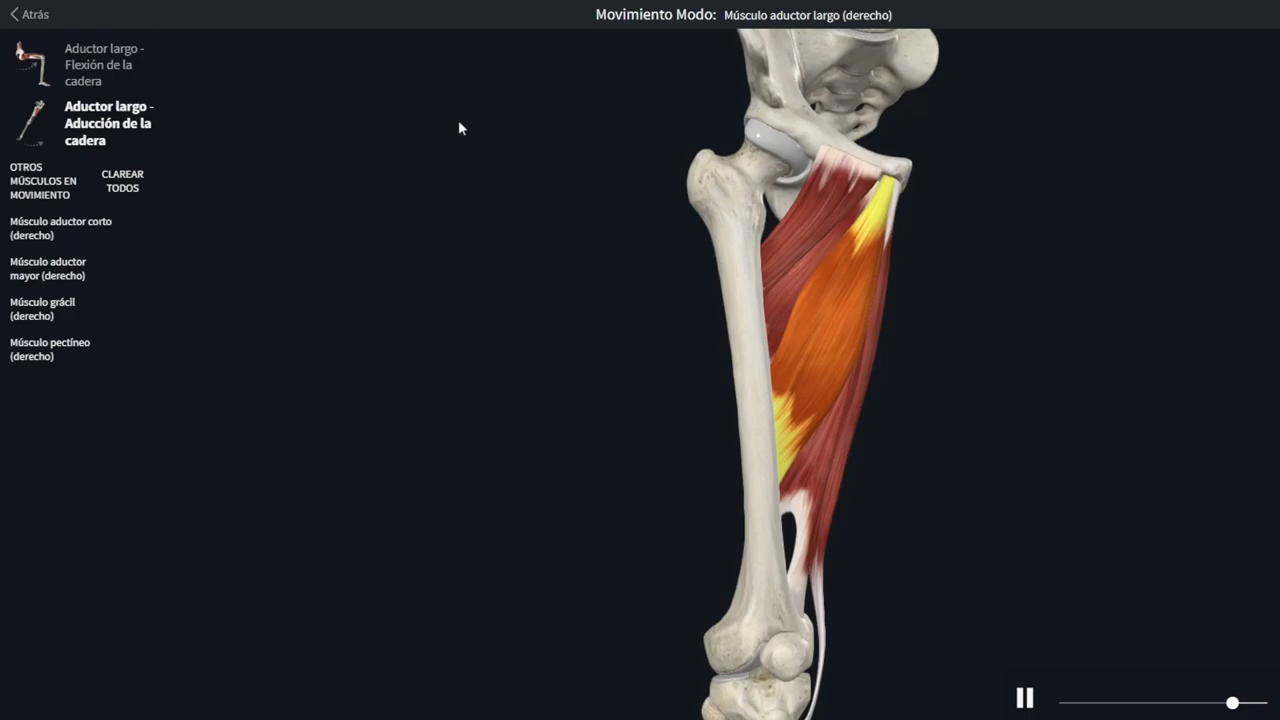 Atrás
Movimiento Modo: Músculo aductor largo (derecho)
Aductor largo -
Flexión de la
cadera
Aductor largo -
Aducción de la
cadera
OTROS
MÚSCULOS EN
MOVIMIENTO
CLAREAR
TODOS
Músculo aductor corto
(derecho)
Músculo aductor
mayor (derecho)
Músculo grácil
(derecho)
Músculo pectíneo
(derecho)